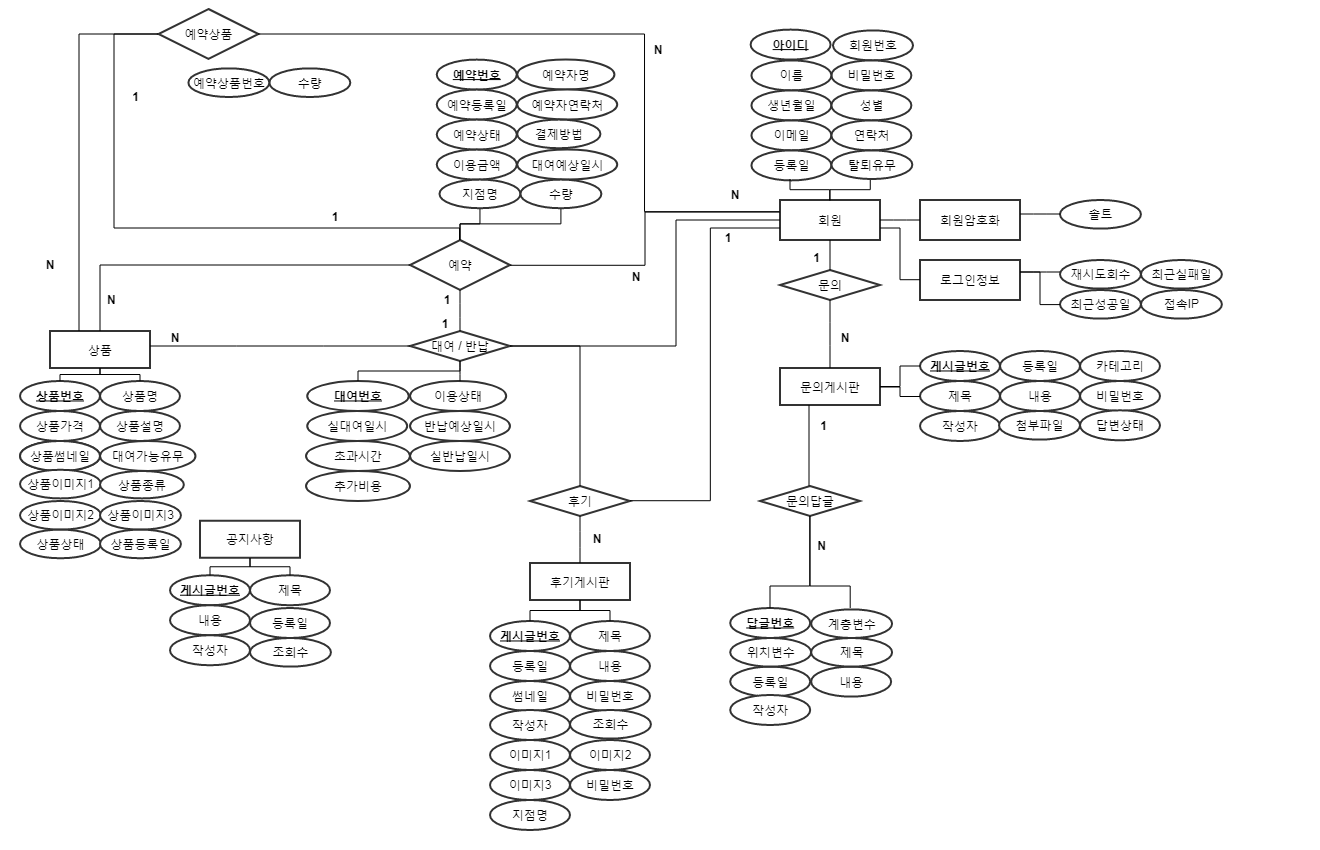 예약상품
예약상품번호
수량
1
N
예약번호
예약자명
예약등록일
예약자연락처
예약상태
결제방법
이용금액
대여예상일시
지점명
수량
1
예약
N
N
N
1
1
대여 / 반납
N
상품
상품번호
상품명
상품가격
상품설명
상품썸네일
대여가능유무
상품이미지1
상품종류
상품이미지2
상품이미지3
상품상태
상품등록일
대여번호
이용상태
실대여일시
반납예상일시
초과시간
실반납일시
추가비용
공지사항
게시글번호
제목
내용
등록일
작성자
조회수
후기
N
후기게시판
게시글번호
제목
등록일
내용
썸네일
비밀번호
작성자
조회수
이미지1
이미지2
이미지3
비밀번호
지점명
아이디
회원번호
이름
비밀번호
생년월일
성별
이메일
연락처
등록일
탈퇴유무
N
회원
1
회원암호화
솔트
로그인정보
재시도회수
최근실패일
최근성공일
접속IP
1
문의
N
문의게시판
게시글번호
등록일
카테고리
제목
내용
비밀번호
작성자
첨부파일
답변상태
1
문의답글
N
답글번호
계층변수
위치변수
제목
등록일
내용
작성자